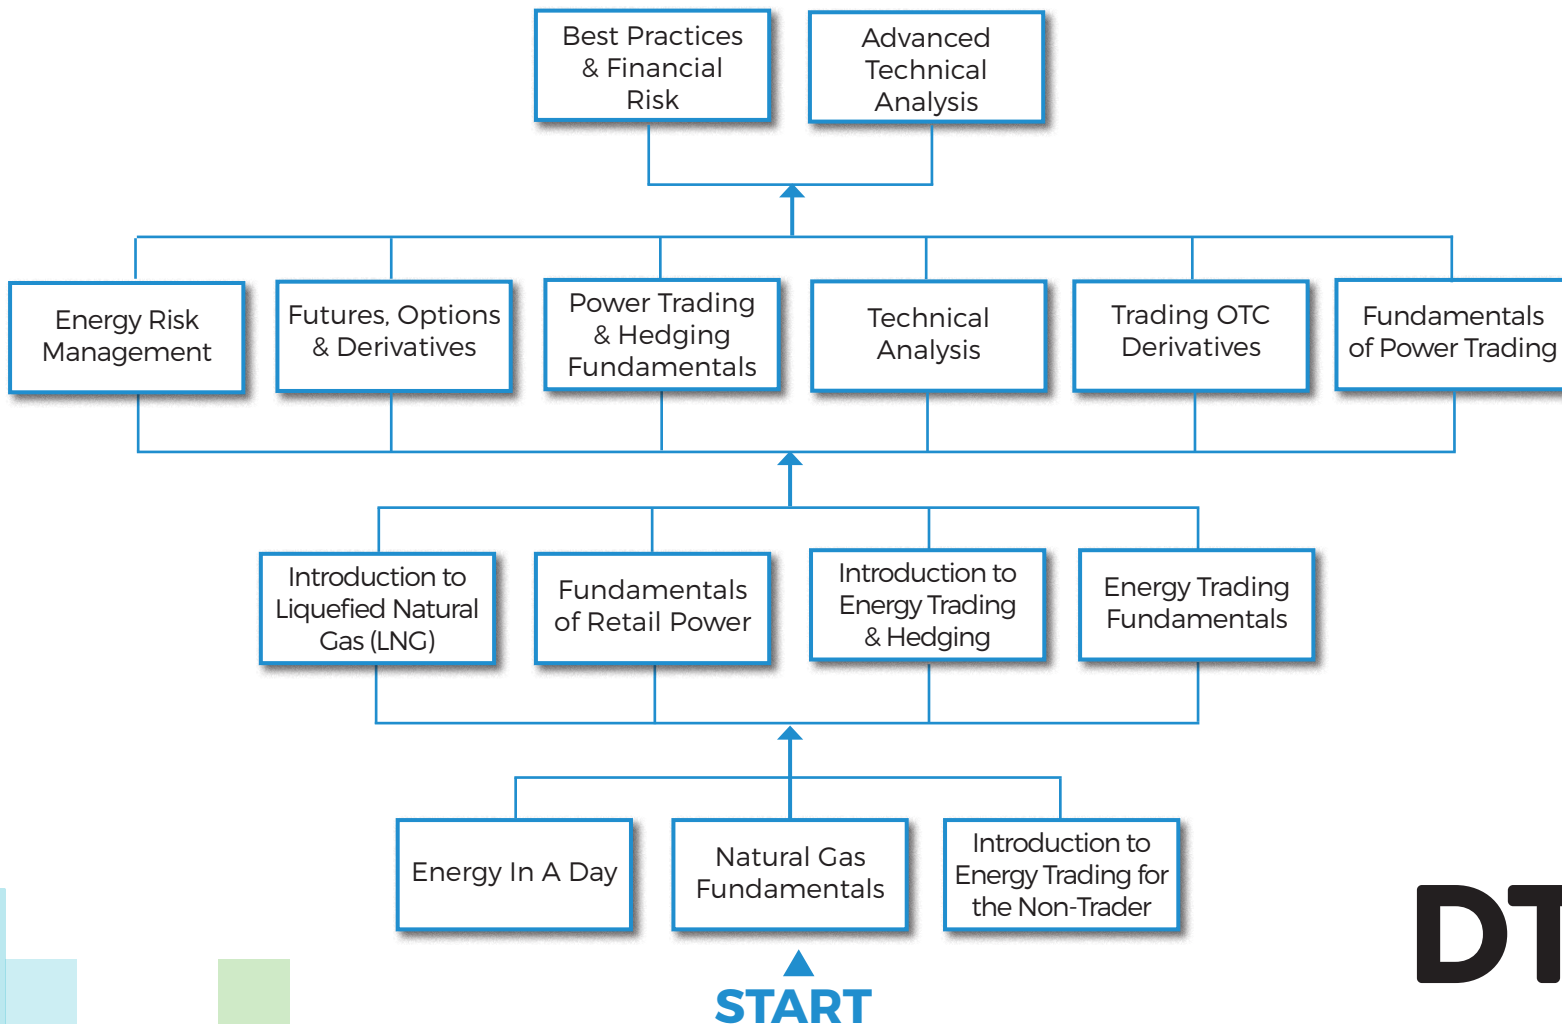 Best Practices
& Financial
Risk
Advanced
Technical
Analysis
Energy Risk
Management
Futures, Options
& Derivatives
Power Trading
& Hedging
Fundamentals
Technical
Analysis
Trading OTC
Derivatives
Fundamentals
of Power Trading
Introduction to
Liquefied Natural
Gas (LNG)
Fundamentals
of Retail Power
Introduction to
Energy Trading
& Hedging
Energy Trading
Fundamentals
Energy In A Day
Natural Gas
Fundamentals
Introduction to
Energy Trading for
the Non-Trader
START
DT